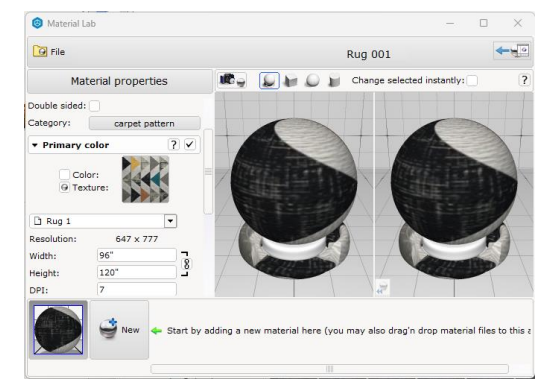 Material Lab
File
Rug 001
Material properties
Change selected instantly:
?
Double sided:
Category: carpet pattern
Primary color ?
Color:
Texture:
Rug 1
Resolution: 647 x 777
Width: 96"
Height: 120"
DPI: 7
New
Start by adding a new material here (you may also drag'n drop material files to this a